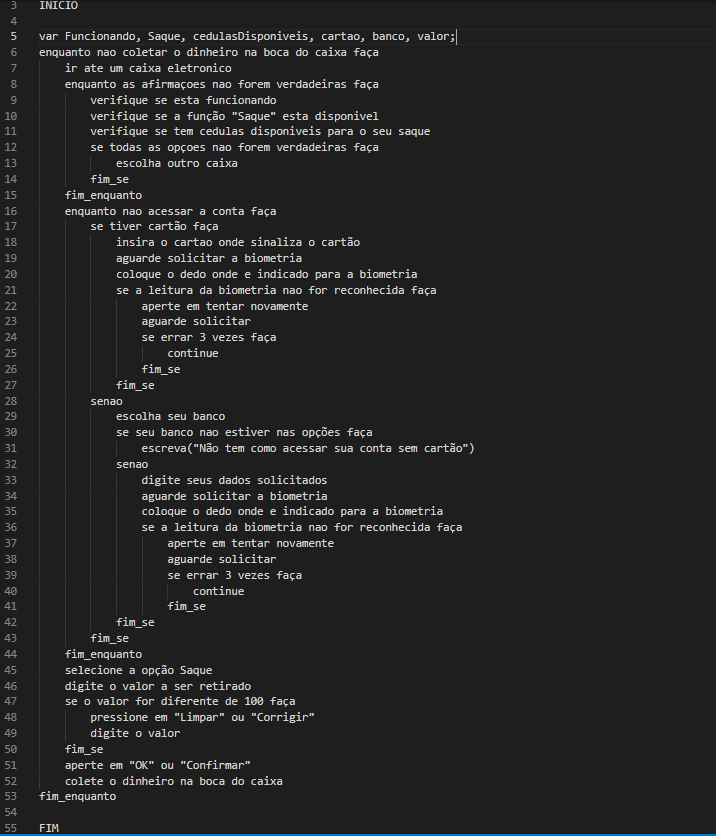 3 INICIO
4
5 var Funcionando, Saque, cedulasDisponiveis, cartao, banco, valor;
6 enquanto nao coletar o dinheiro na boca do caixa faça
7 ir ate um caixa eletronico
8 enquanto as afirmaçoes nao forem verdadeiras faça
9 verifique se esta funcionando
10 verifique se a função "Saque" esta disponivel
11 verifique se tem cedulas disponiveis para o seu saque
12 se todas as opçoes nao forem verdadeiras faça
13 escolha outro caixa
14 fim_se
15 fim_enquanto
16 enquanto nao acessar a conta faça
17 se tiver cartão faça
18 insira o cartao onde sinaliza o cartão
19 aguarde solicitar a biometria
20 coloque o dedo onde e indicado para a biometria
21 se a leitura da biometria nao for reconhecida faça
22 aperte em tentar novamente
23 aguarde solicitar
24 se errar 3 vezes faça
25 continue
26 fim_se
27 fim_se
28 senao
29 escolha seu banco
30 se seu banco nao estiver nas opções faça
31 escreva("Não tem como acessar sua conta sem cartão")
32 senao
33 digite seus dados solicitados
34 aguarde solicitar a biometria
35 coloque o dedo onde e indicado para a biometria
36 se a leitura da biometria nao for reconhecida faça
37 aperte em tentar novamente
38 aguarde solicitar
39 se errar 3 vezes faça
40 continue
41 fim_se
42 fim_se
43 fim_se
44 fim_enquanto
45 selecione a opção Saque
46 digite o valor a ser retirado
47 se o valor for diferente de 100 faça
48 pressione em "Limpar" ou "Corrigir"
49 digite o valor
50 fim_se
51 aperte em "OK" ou "Confirmar"
52 colete o dinheiro na boca do caixa
53 fim_enquanto
54
55 FIM